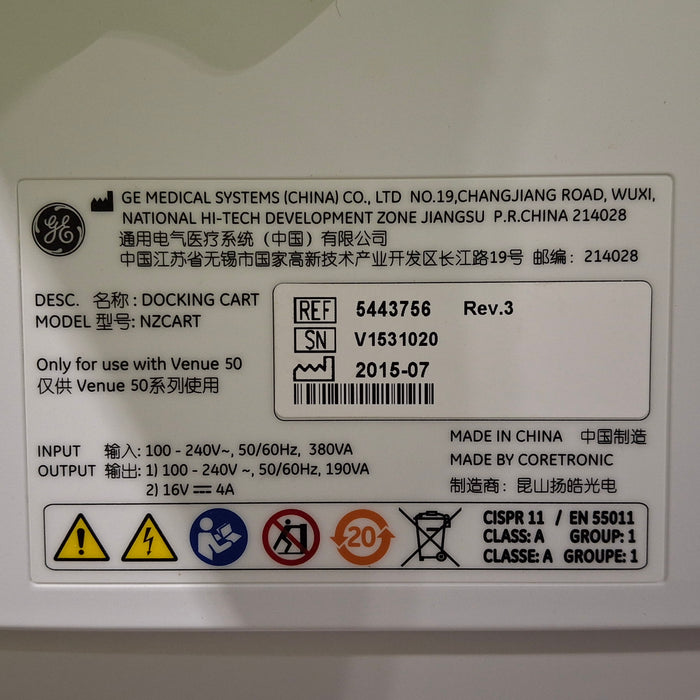 GE
GE MEDICAL SYSTEMS (CHINA) CO., LTD NO.19,CHANGJIANG ROAD, WUXI,
NATIONAL HI-TECH DEVELOPMENT ZONE JIANGSU P.R.CHINA 214028
通用电气医疗系统（中国）有限公司
中国江苏省无锡市国家高新技术产业开发区长江路19号 邮编：214028
DESC. 名称: DOCKING CART
MODEL 型号: NZCART
Only for use with Venue 50
仅供 Venue 50系列使用
REF 5443756 Rev.3
SN V1531020
2015-07
INPUT 输入: 100 - 240V~, 50/60Hz, 380VA
OUTPUT 输出: 1) 100 - 240V ~, 50/60Hz, 190VA
2) 16V ⎓ 4A
MADE IN CHINA 中国制造
MADE BY CORETRONIC
制造商：昆山扬皓光电
20
CISPR 11 / EN 55011
CLASS: A GROUP: 1
CLASSE: A GROUPE: 1